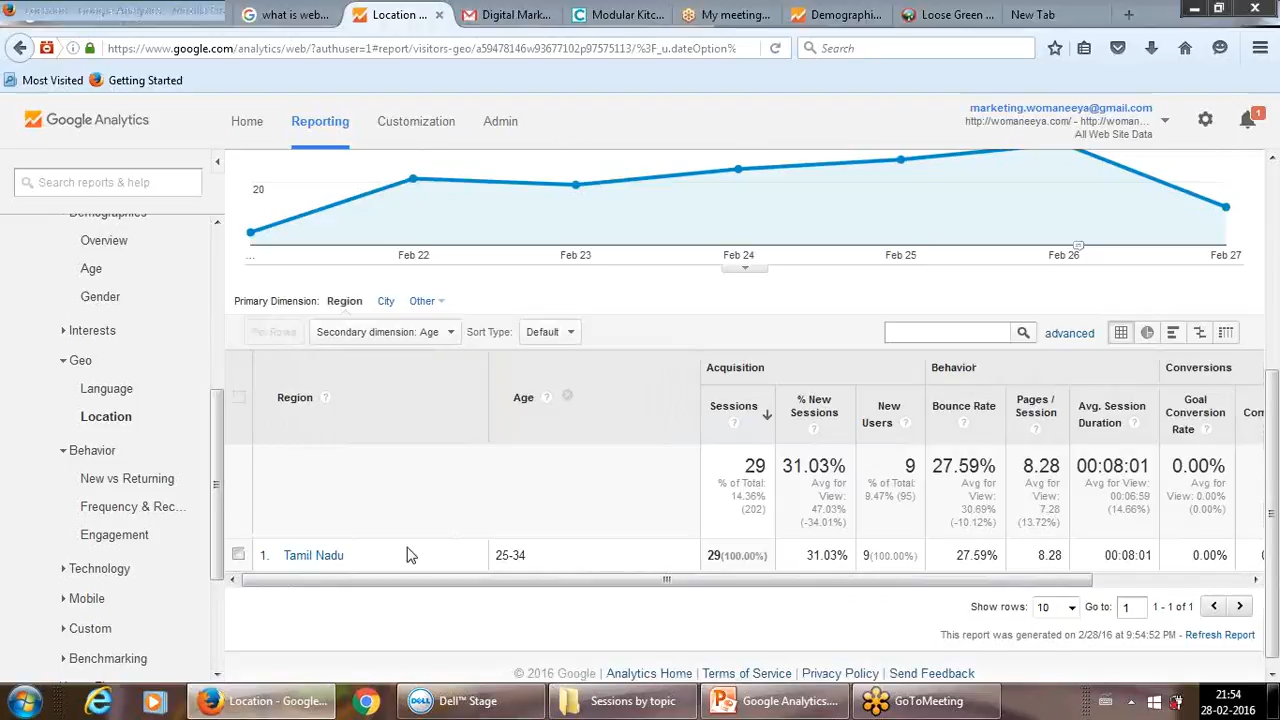 what is web...
Location ...
Gmail - Digital Mark...
Modular Kitc...
My meeting...
Demographi...
Loose Green ...
New Tab
https://www.google.com/analytics/web/?authuser=1#report/visitors-geo/a59478146w93677102p97575113/%3F_u.dateOption%
Search
Most Visited
Getting Started
Google Analytics
Home
Reporting
Customization
Admin
marketing.womaneeya@gmail.com
http://womaneeya.com/ - http://woman...
All Web Site Data
1
Search reports & help
Demographics
Overview
Age
Gender
Interests
Geo
Language
Location
Behavior
New vs Returning
Frequency & Rec...
Engagement
Technology
Mobile
Custom
Benchmarking
20
... Feb 22 Feb 23 Feb 24 Feb 25 Feb 26 Feb 27
Primary Dimension: Region City Other
Plot Rows Secondary dimension: Age Sort Type: Default advanced
Acquisition Behavior Conversions
Region ? Age ? Sessions ? % New Sessions ? New Users ? Bounce Rate ? Pages / Session ? Avg. Session Duration ? Goal Conversion Rate ?
29 31.03% 9 27.59% 8.28 00:08:01 0.00%
% of Total: 14.36% (202)
Avg for View: 47.03% (-34.01%)
% of Total: 9.47% (95)
Avg for View: 30.69% (-10.12%)
Avg for View: 7.28 (13.72%)
Avg for View: 00:06:59 (14.66%)
Avg for View: 0.00% (0.00%)
1. Tamil Nadu 25-34 29(100.00%) 31.03% 9(100.00%) 27.59% 8.28 00:08:01 0.00%
Show rows: 10 Go to: 1 1 - 1 of 1
This report was generated on 2/28/16 at 9:54:52 PM - Refresh Report
© 2016 Google | Analytics Home | Terms of Service | Privacy Policy | Send Feedback
Location - Google...
Dell™ Stage
Sessions by topic
Google Analytics....
GoToMeeting
21:54
28-02-2016